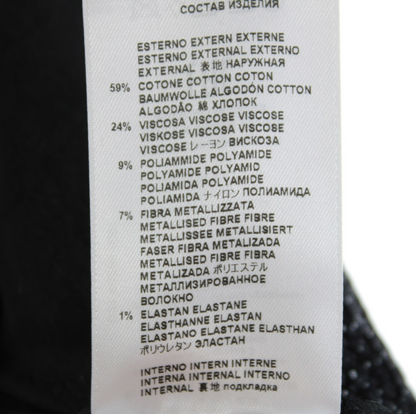 СОСТАВ ИЗДЕЛИЯ
ESTERNO EXTERN EXTERNE
ESTERNO EXTERNAL EXTERNO
EXTERNAL 表地 НАРУЖНАЯ
59% COTONE COTTON COTON
BAUMWOLLE ALGODÓN COTTON
ALGODÃO 綿 ХЛОПОК
24% VISCOSA VISCOSE VISCOSE
VISKOSE VISCOSA VISCOSE
VISCOSE レーヨン ВИСКОЗА
9% POLIAMMIDE POLYAMIDE
POLYAMIDE POLYAMID
POLIAMIDA POLYAMIDE
POLIAMIDA ナイロン ПОЛИАМИДА
7% FIBRA METALLIZZATA
METALLISED FIBRE FIBRE
METALLISSEE METALLISIERT
FASER FIBRA METALIZADA
METALLISED FIBRE FIBRA
METALIZADA ポリエステル
МЕТАЛЛИЗИРОВАННОЕ
ВОЛОКНО
1% ELASTAN ELASTANE
ELASTHANNE ELASTAN
ELASTANO ELASTANE ELASTHAN
ポリウレタン ЭЛАСТАН
INTERNO INTERN INTERNE
INTERNA INTERNAL INTERNO
INTERNAL 裏地 подкладка